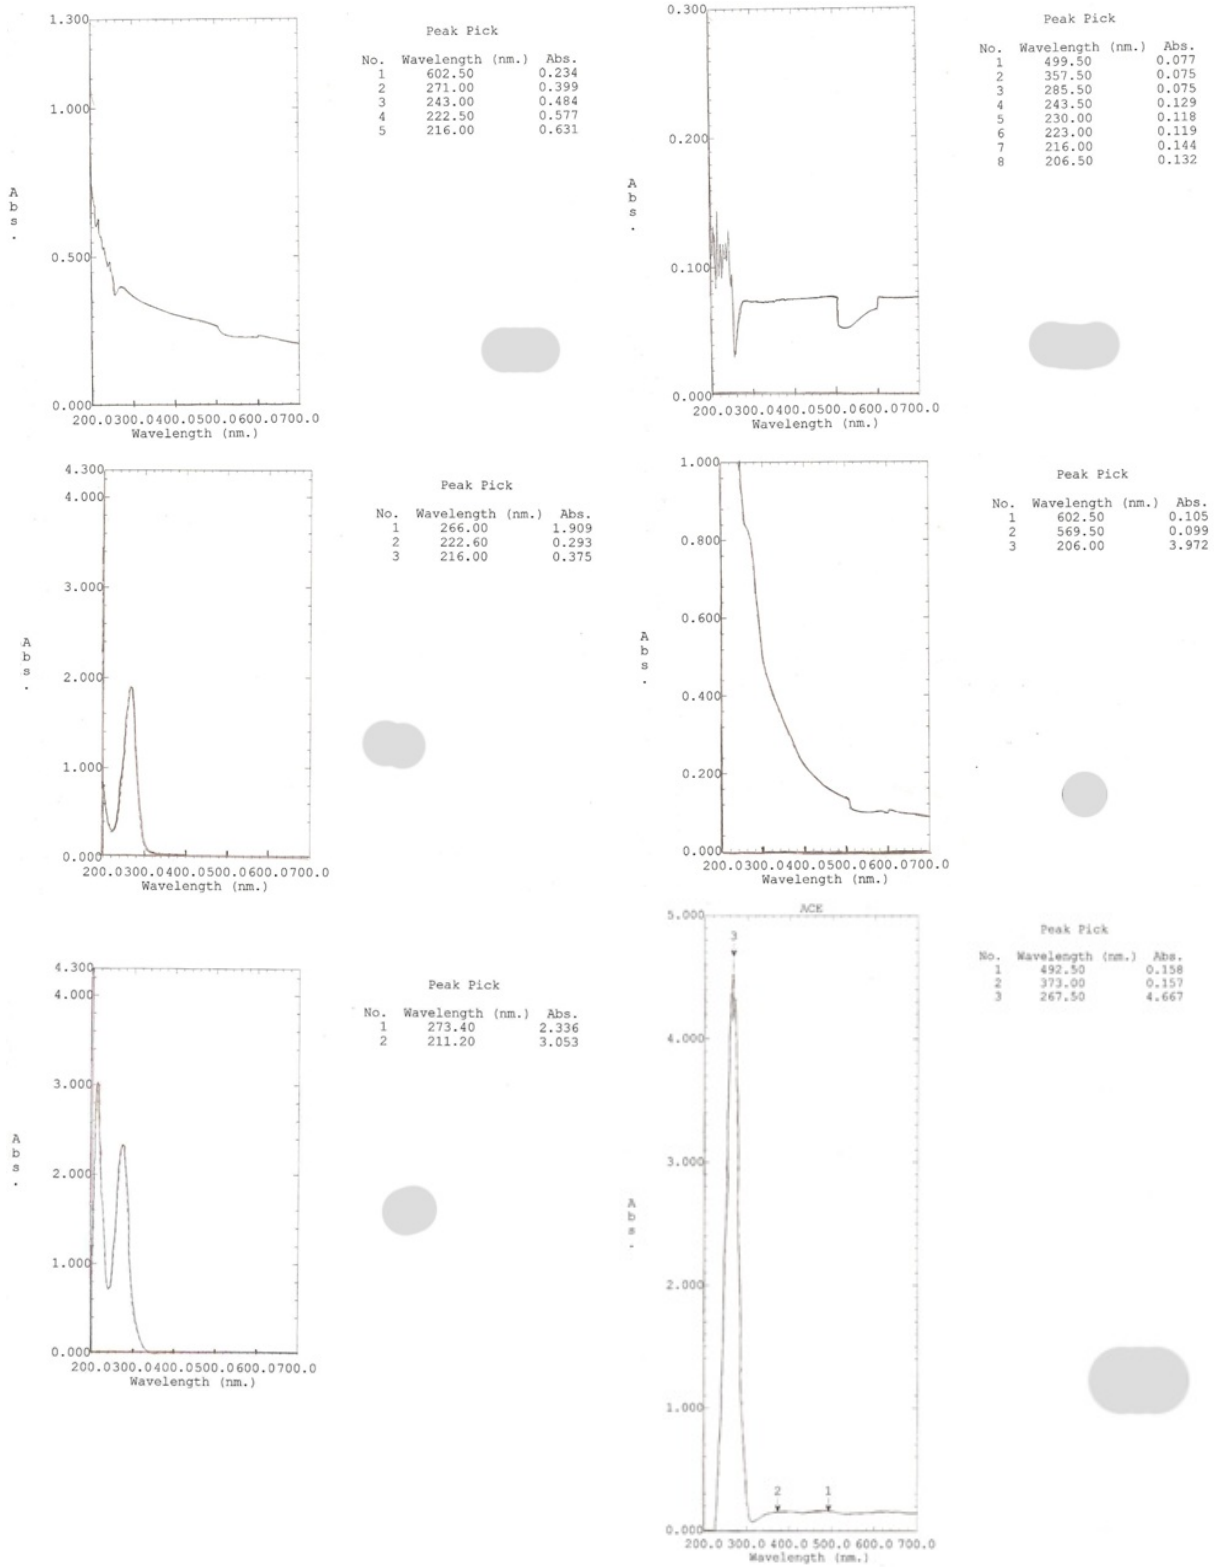 1.300
1.000
0.500
0.000
A
b
s
.
200.0300.0400.0500.0600.0700.0
Wavelength (nm.)
Peak Pick
No. Wavelength (nm.) Abs.
1 602.50 0.234
2 271.00 0.399
3 243.00 0.484
4 222.50 0.577
5 216.00 0.631
0.300
0.200
0.100
0.000
A
b
s
.
200.0300.0400.0500.0600.0700.0
Wavelength (nm.)
Peak Pick
No. Wavelength (nm.) Abs.
1 499.50 0.077
2 357.50 0.075
3 285.50 0.075
4 243.50 0.129
5 230.00 0.118
6 223.00 0.119
7 216.00 0.144
8 206.50 0.132
4.300
4.000
3.000
2.000
1.000
0.000
A
b
s
.
200.0300.0400.0500.0600.0700.0
Wavelength (nm.)
Peak Pick
No. Wavelength (nm.) Abs.
1 266.00 1.909
2 222.60 0.293
3 216.00 0.375
1.000
0.800
0.600
0.400
0.200
0.000
A
b
s
.
200.0300.0400.0500.0600.0700.0
Wavelength (nm.)
Peak Pick
No. Wavelength (nm.) Abs.
1 602.50 0.105
2 569.50 0.099
3 206.00 3.972
4.300
4.000
3.000
2.000
1.000
0.000
A
b
s
.
200.0300.0400.0500.0600.0700.0
Wavelength (nm.)
Peak Pick
No. Wavelength (nm.) Abs.
1 273.40 2.336
2 211.20 3.053
ACE
5.000
4.000
3.000
2.000
1.000
0.000
A
b
s
.
3
2 1
200.0 300.0 400.0 500.0 600.0 700.0
Wavelength (nm.)
Peak Pick
No. Wavelength (nm.) Abs.
1 492.50 0.158
2 373.00 0.157
3 267.50 4.667